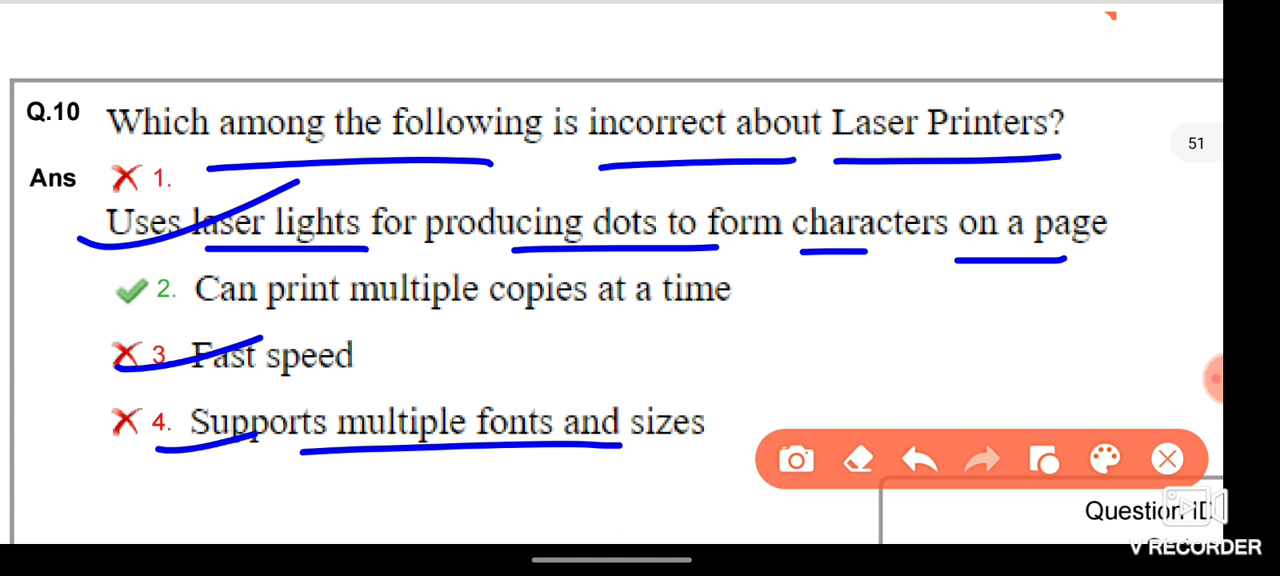 Q.10 Which among the following is incorrect about Laser Printers?
51
Ans 1.
Uses laser lights for producing dots to form characters on a page
2. Can print multiple copies at a time
3. Fast speed
4. Supports multiple fonts and sizes
Question ID
V RECORDER